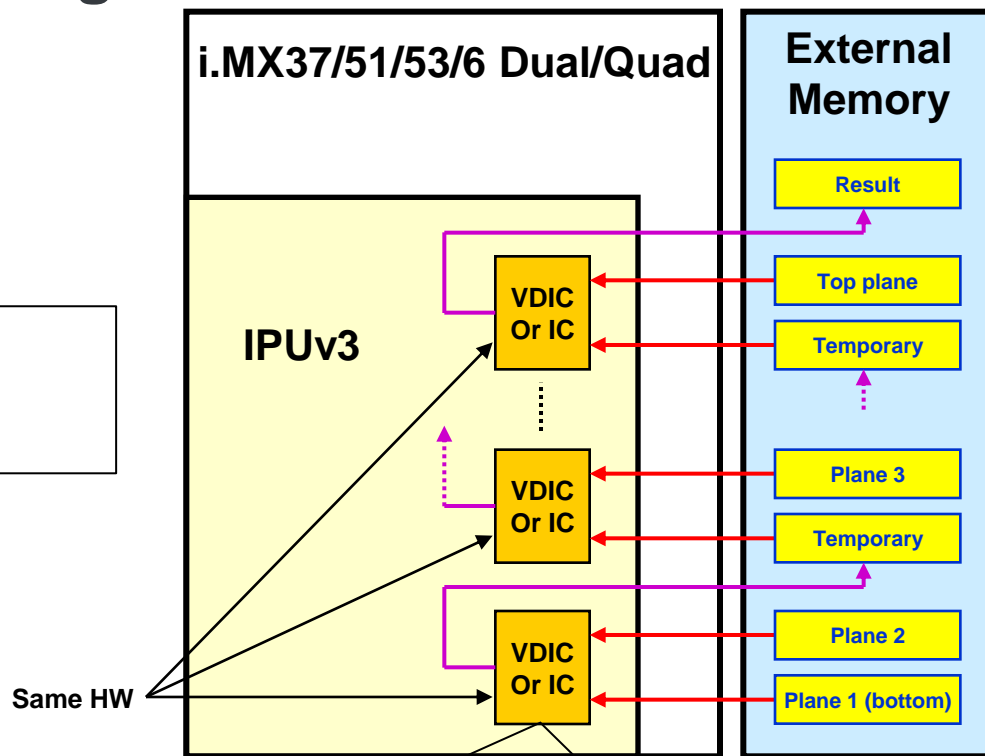 i.MX37/51/53/6 Dual/Quad
External
Memory
Result
Top plane
VDIC
Or IC
IPUv3
Temporary
Plane 3
VDIC
Or IC
Temporary
Plane 2
VDIC
Or IC
Same HW
Plane 1 (bottom)